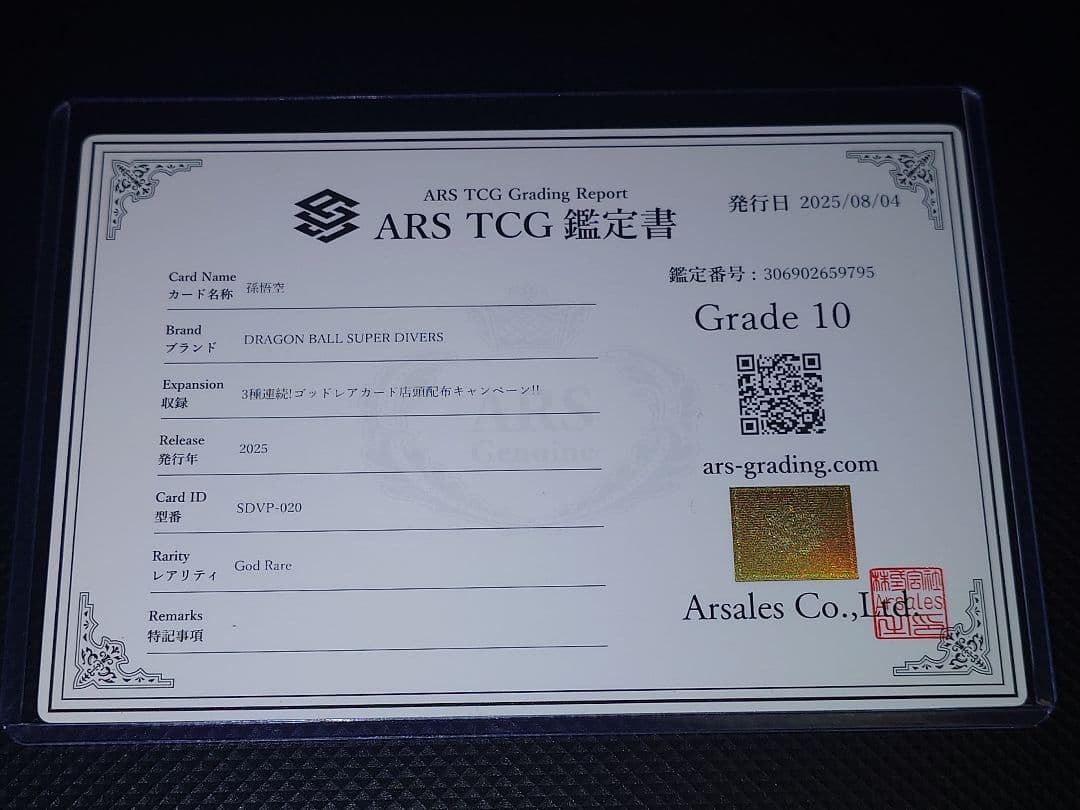 ARS TCG Grading Report
ARS TCG 鑑定書
発行日 2025/08/04
Card Name
カード名称
孫悟空
Brand
ブランド
DRAGON BALL SUPER DIVERS
Expansion
収録
3種連続!ゴッドレアカード店頭配布キャンペーン!!
Release
発行年
2025
Card ID
型番
SDVP-020
Rarity
レアリティ
God Rare
Remarks
特記事項
-
ARS
Genuine
鑑定番号：306902659795
Grade 10
ars-grading.com
Arsales Co.,Ltd.
Arsales